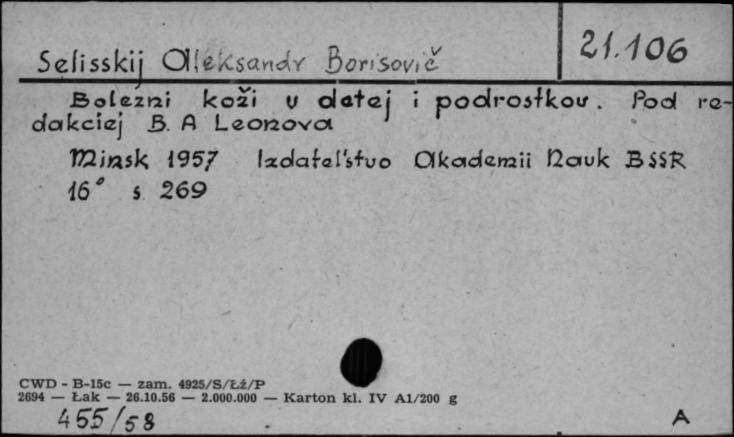 Selisskij Aleksandr Borisovič
21.106
Bolezni koži v detej i podrostkov. Pod re-
dakciej B. A Leonova
Minsk 1957 Izdatel'stvo Akademii Nauk BSSR
16° s 269
CWD - B-15c — zam. 4925/S/Łź/P
2694 — Łak — 26.10.56 — 2.000.000 — Karton kl. IV A1/200 g
455/58
A